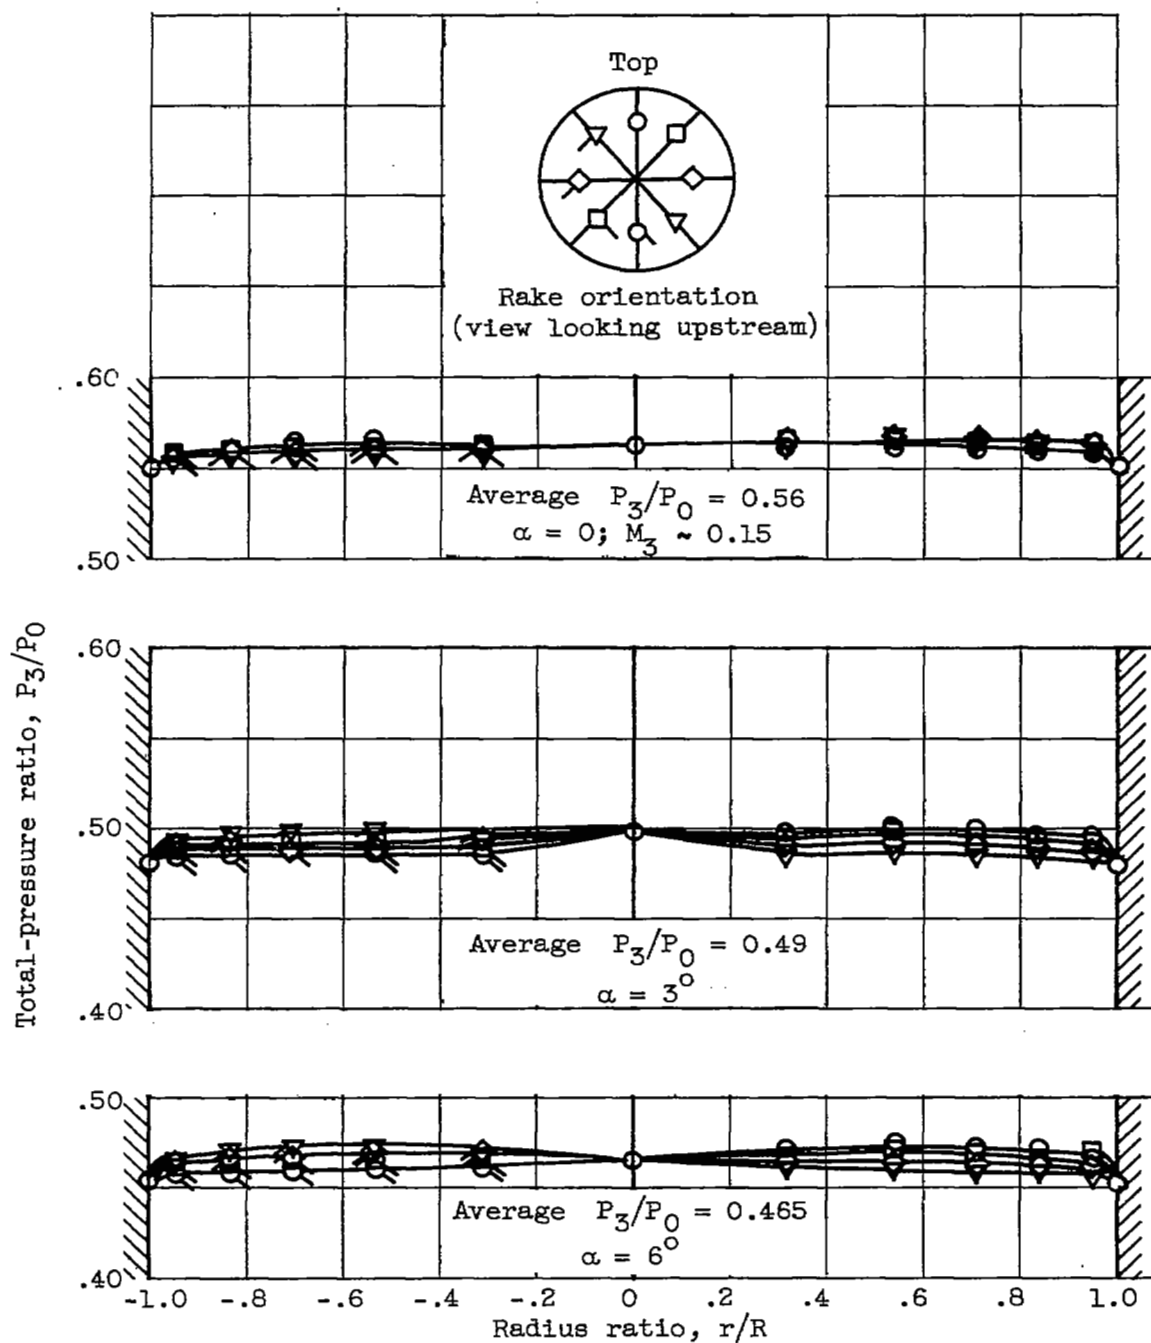 Top
Rake orientation
(view looking upstream)
.60
Average P3/P0 = 0.56
α = 0; M3 ~ 0.15
.50
Total-pressure ratio, P3/P0
.60
.50
Average P3/P0 = 0.49
α = 3°
.40
.50
Average P3/P0 = 0.465
α = 6°
.40
-1.0 -.8 -.6 -.4 -.2 0 .2 .4 .6 .8 1.0
Radius ratio, r/R